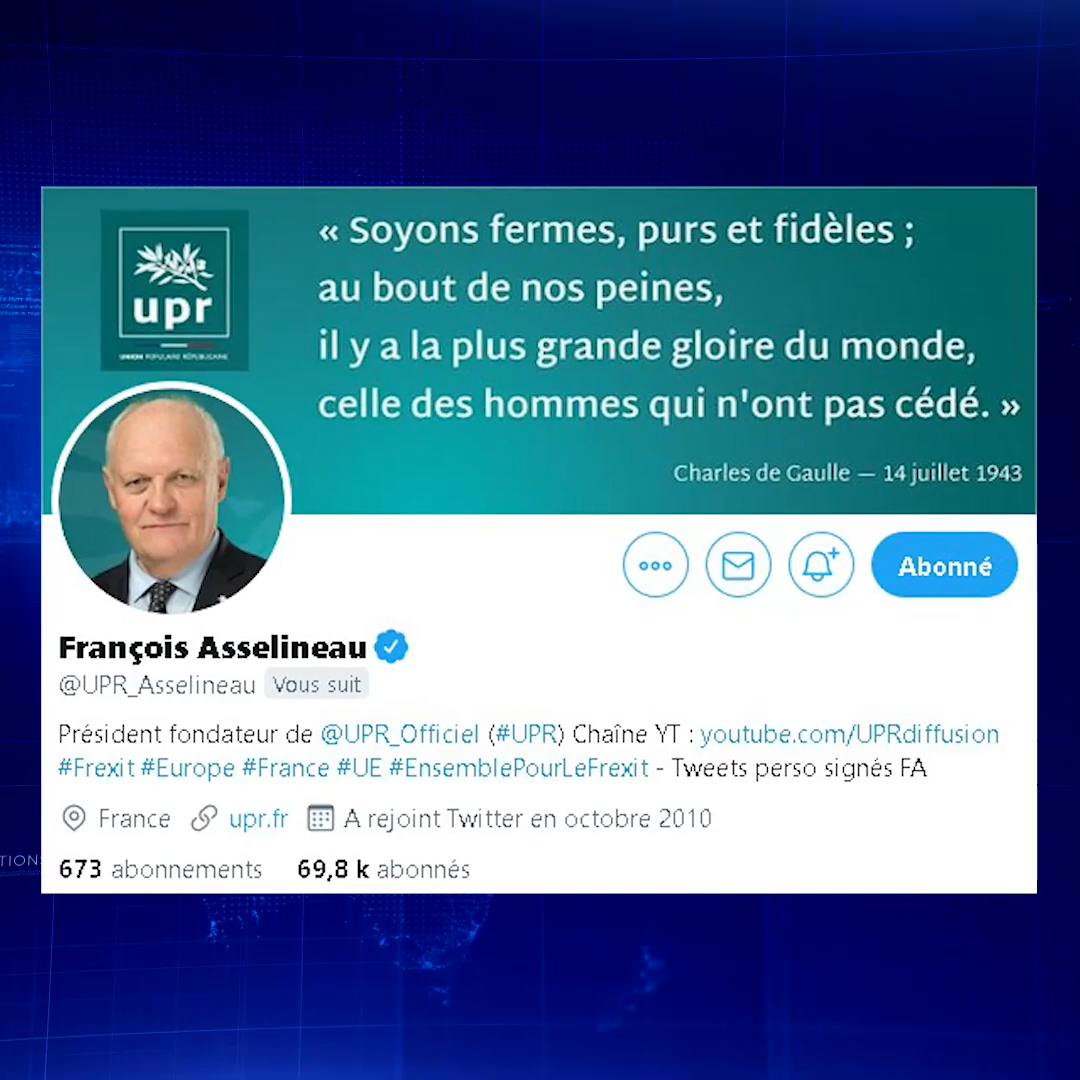 « Soyons fermes, purs et fidèles ;
au bout de nos peines,
il y a la plus grande gloire du monde,
celle des hommes qui n'ont pas cédé. »
Charles de Gaulle — 14 juillet 1943
upr
UNION POPULAIRE RÉPUBLICAINE
Abonné
François Asselineau
@UPR_Asselineau Vous suit
Président fondateur de @UPR_Officiel (#UPR) Chaîne YT : youtube.com/UPRdiffusion
#Frexit #Europe #France #UE #EnsemblePourLeFrexit - Tweets perso signés FA
France upr.fr A rejoint Twitter en octobre 2010
673 abonnements 69,8 k abonnés
TION